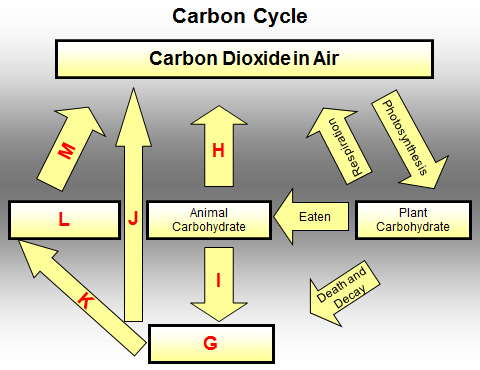 Carbon Cycle
Carbon Dioxide in Air
M
H
Respiration
Photosynthesis
L
J
Animal
Carbohydrate
Eaten
Plant
Carbohydrate
K
I
Death and
Decay
G